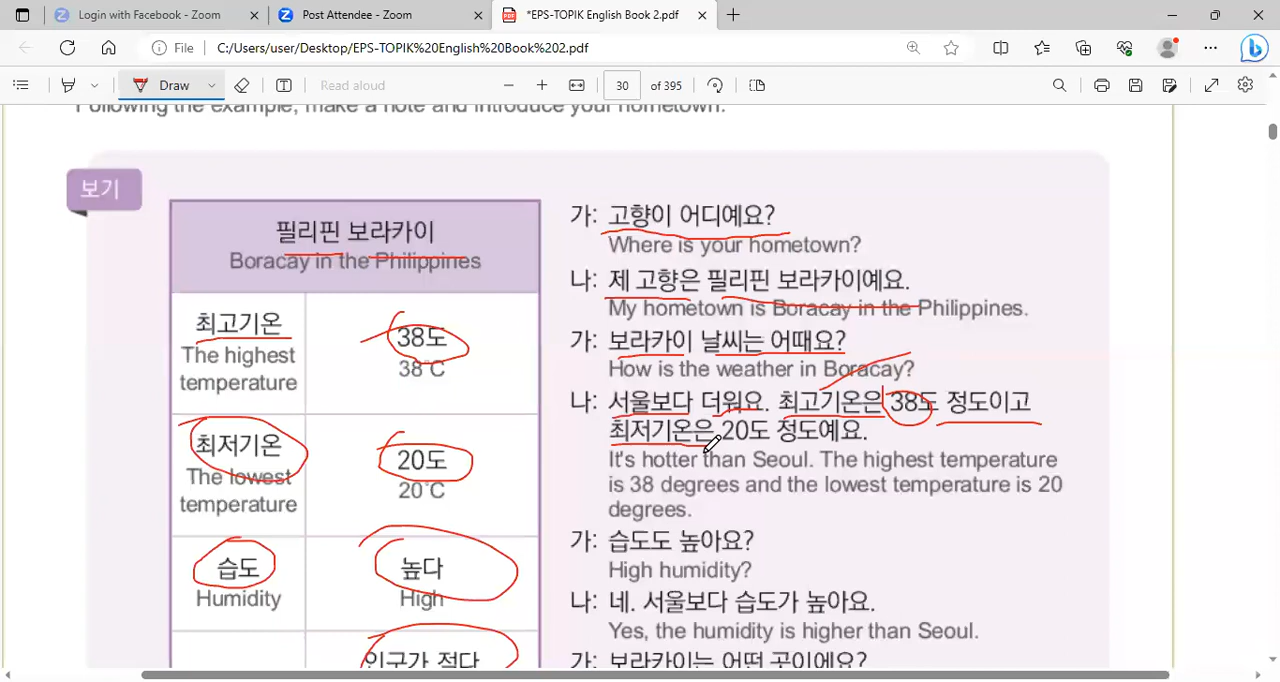 Login with Facebook - Zoom
Post Attendee - Zoom
*EPS-TOPIK English Book 2.pdf
File
C:/Users/user/Desktop/EPS-TOPIK%20English%20Book%202.pdf
Draw
Read aloud
30
of 395
Following the example, make a note and introduce your hometown.
보기
필리핀 보라카이
Boracay in the Philippines
최고기온
The highest
temperature
38도
38℃
최저기온
The lowest
temperature
20도
20℃
습도
Humidity
높다
High
인구가 적다
가: 고향이 어디예요?
Where is your hometown?
나: 제 고향은 필리핀 보라카이예요.
My hometown is Boracay in the Philippines.
가: 보라카이 날씨는 어때요?
How is the weather in Boracay?
나: 서울보다 더워요. 최고기온은 38도 정도이고
최저기온은 20도 정도예요.
It's hotter than Seoul. The highest temperature
is 38 degrees and the lowest temperature is 20
degrees.
가: 습도도 높아요?
High humidity?
나: 네. 서울보다 습도가 높아요.
Yes, the humidity is higher than Seoul.
가: 보라카이는 어떤 곳이에요?